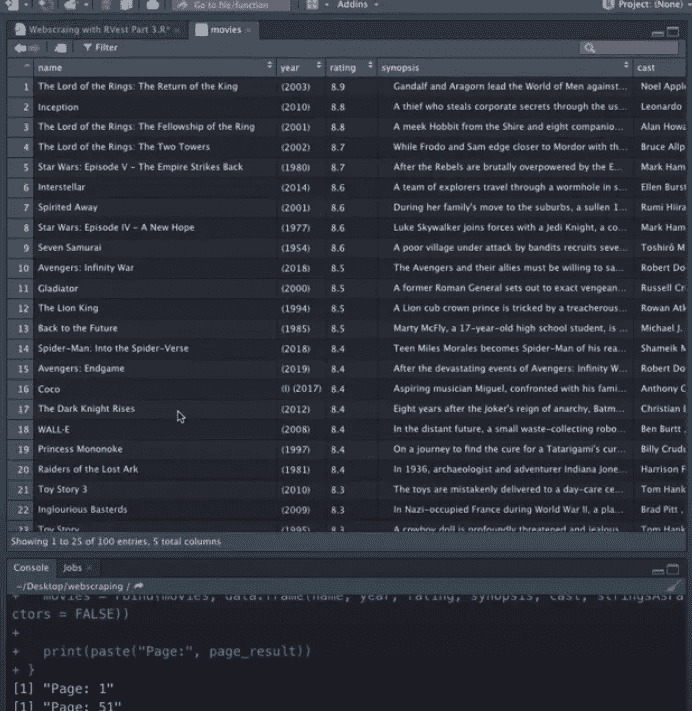 Go to file/function Addins Project: (None)
Webscraing with RVest Part 3.R* × movies ×
Filter
name year rating synopsis cast
1 The Lord of the Rings: The Return of the King (2003) 8.9 Gandalf and Aragorn lead the World of Men against... Noel Appl
2 Inception (2010) 8.8 A thief who steals corporate secrets through the us... Leonardo
3 The Lord of the Rings: The Fellowship of the Ring (2001) 8.8 A meek Hobbit from the Shire and eight companio... Alan Howa
4 The Lord of the Rings: The Two Towers (2002) 8.7 While Frodo and Sam edge closer to Mordor with th... Bruce Allp
5 Star Wars: Episode V - The Empire Strikes Back (1980) 8.7 After the Rebels are brutally overpowered by the E... Mark Ham
6 Interstellar (2014) 8.6 A team of explorers travel through a wormhole in s... Ellen Burst
7 Spirited Away (2001) 8.6 During her family's move to the suburbs, a sullen 1... Rumi Hiira
8 Star Wars: Episode IV - A New Hope (1977) 8.6 Luke Skywalker joins forces with a Jedi Knight, a co... Mark Ham
9 Seven Samurai (1954) 8.6 A poor village under attack by bandits recruits seve... Toshirô M
10 Avengers: Infinity War (2018) 8.5 The Avengers and their allies must be willing to sa... Robert Do
11 Gladiator (2000) 8.5 A former Roman General sets out to exact vengean... Russell Cr
12 The Lion King (1994) 8.5 A Lion cub crown prince is tricked by a treacherous... Rowan Atk
13 Back to the Future (1985) 8.5 Marty McFly, a 17-year-old high school student, is ... Michael J.
14 Spider-Man: Into the Spider-Verse (2018) 8.4 Teen Miles Morales becomes Spider-Man of his rea... Shameik M
15 Avengers: Endgame (2019) 8.4 After the devastating events of Avengers: Infinity W... Robert Do
16 Coco (I) (2017) 8.4 Aspiring musician Miguel, confronted with his fami... Anthony C
17 The Dark Knight Rises (2012) 8.4 Eight years after the Joker's reign of anarchy, Batm... Christian I
18 WALL·E (2008) 8.4 In the distant future, a small waste-collecting robo... Ben Burtt ,
19 Princess Mononoke (1997) 8.4 On a journey to find the cure for a Tatarigami's cur... Billy Crudu
20 Raiders of the Lost Ark (1981) 8.4 In 1936, archaeologist and adventurer Indiana Jone... Harrison F
21 Toy Story 3 (2010) 8.3 The toys are mistakenly delivered to a day-care ce... Tom Hank
22 Inglourious Basterds (2009) 8.3 In Nazi-occupied France during World War II, a pla... Brad Pitt ,
23 Toy Story (1995) 8.3 A cowboy doll is profoundly threatened and jealous Tom Hank
Showing 1 to 25 of 100 entries, 5 total columns
Console Jobs ×
~/Desktop/webscraping/
+ movies = rbind(movies, data.frame(name, year, rating, synopsis, cast, stringsAsFa
ctors = FALSE))
+
+ print(paste("Page:", page_result))
+ }
[1] "Page: 1"
[1] "Page: 51"